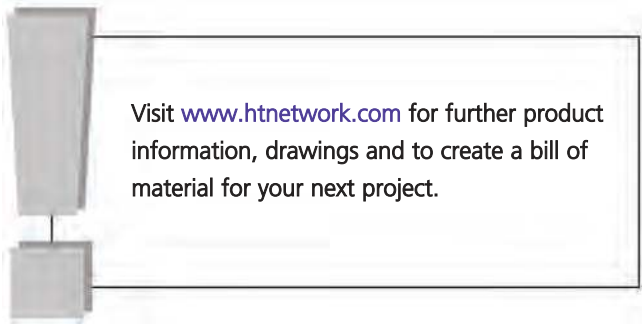 Visit www.htnetwork.com for further product
information, drawings and to create a bill of
material for your next project.